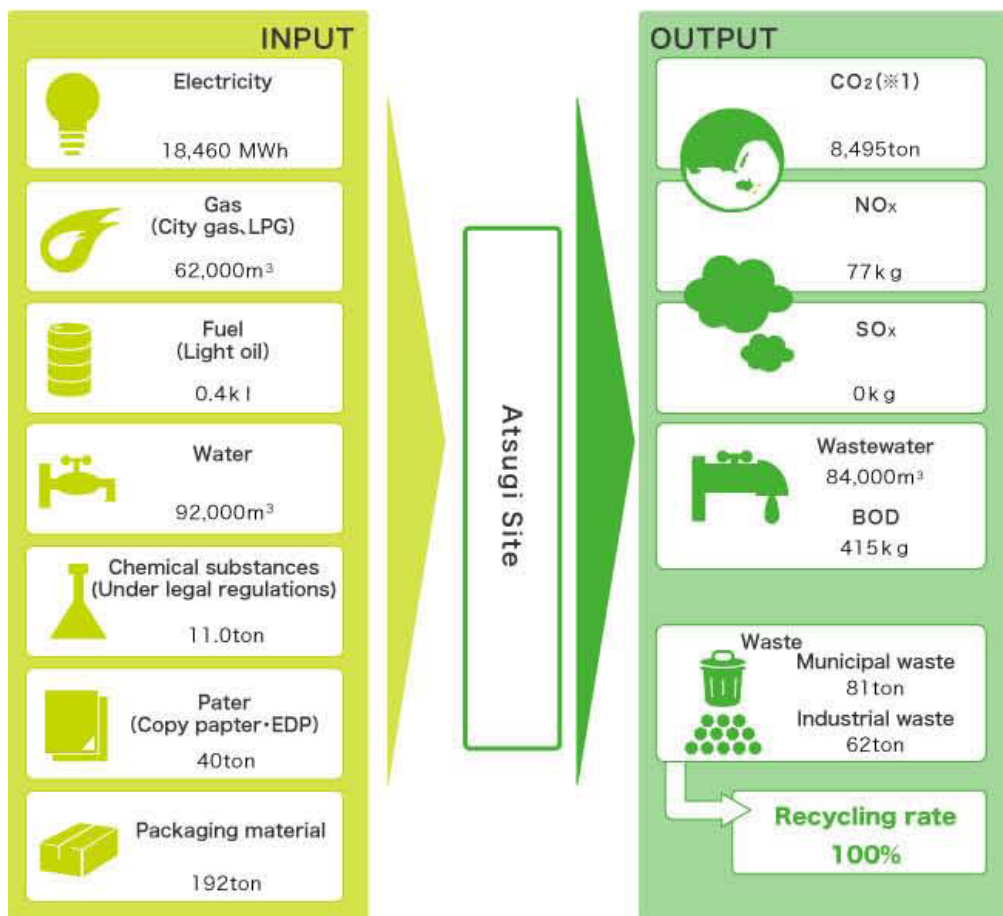 INPUT
Electricity
18,460 MWh
Gas
(City gas、LPG)
62,000m³
Fuel
(Light oil)
0.4k l
Water
92,000m³
Chemical substances
(Under legal regulations)
11.0ton
Pater
(Copy papter・EDP)
40ton
Packaging material
192ton
Atsugi Site
OUTPUT
CO₂(※1)
8,495ton
NOx
77kg
SOx
0kg
Wastewater
84,000m³
BOD
415kg
Waste
Municipal waste
81ton
Industrial waste
62ton
Recycling rate
100%